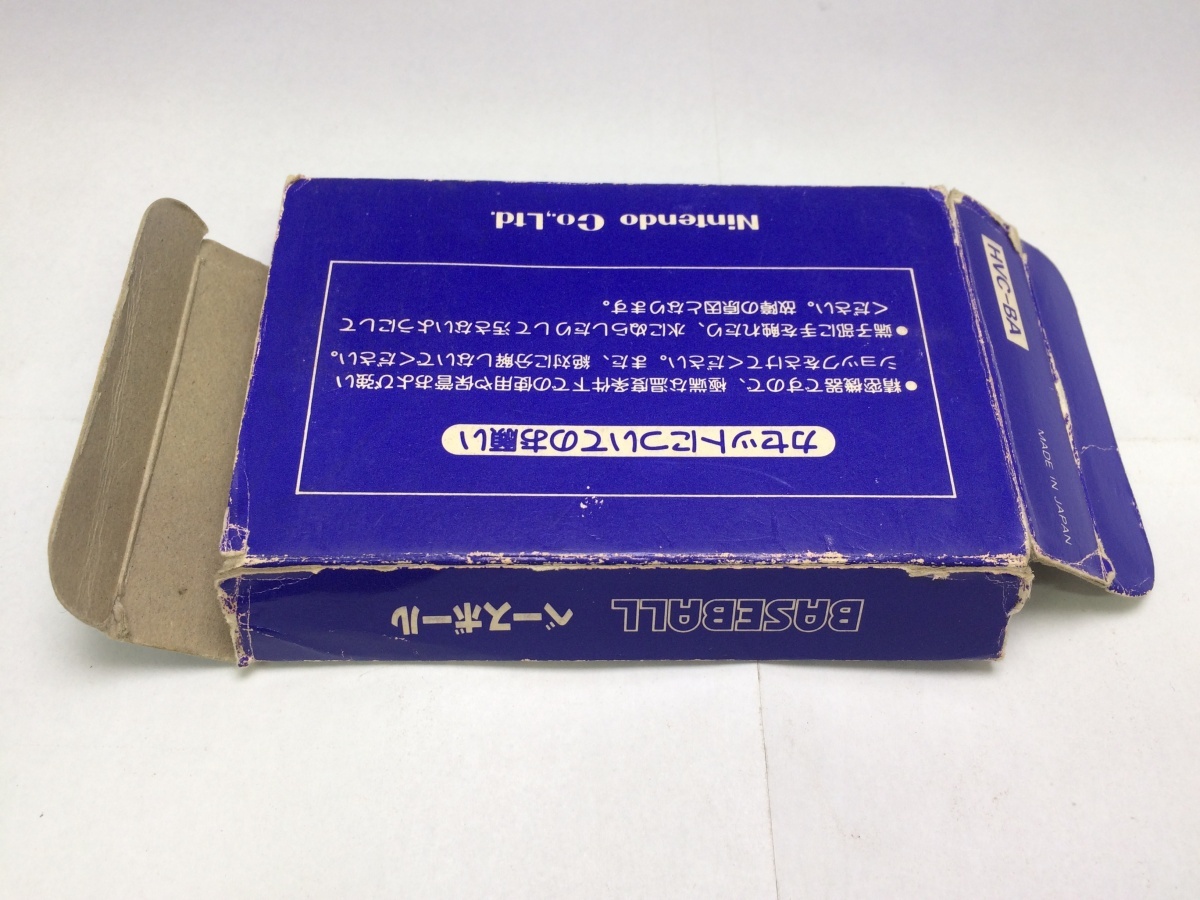 カセットについてのお願い
●精密機器ですので、極端な温度条件下での使用や保管および強い
ショックをさけてください。また、絶対に分解しないでください。
●端子部に手を触れたり、水にぬらしたりして汚さないようにして
ください。故障の原因となります。
Nintendo Co.,Ltd.
BASEBALL ベースボール
HVC-BA
MADE IN JAPAN